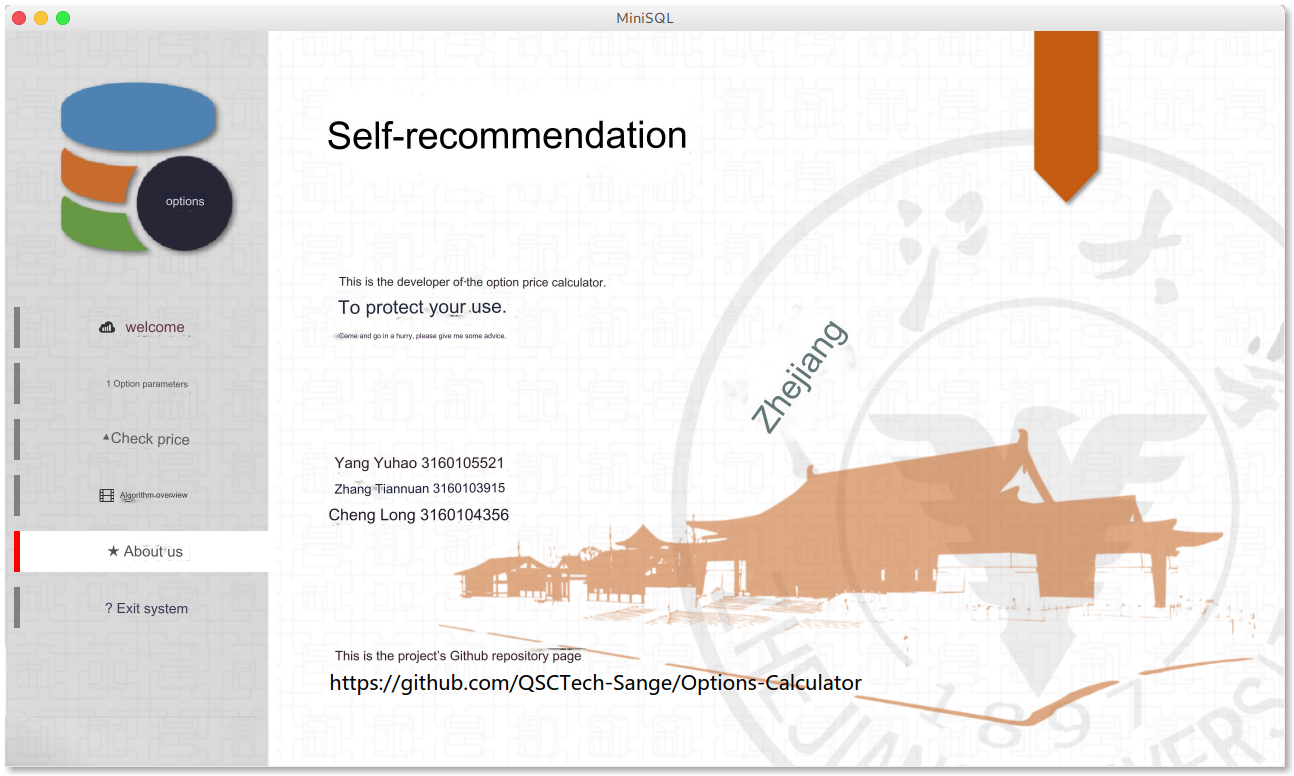 MiniSQL
options
welcome
1 Option parameters
Check price
Algorithm overview
★ About us
? Exit system
Self-recommendation
This is the developer of the option price calculator.
To protect your use.
Come and go in a hurry, please give me some advice.
Zhejiang
Yang Yuhao 3160105521
Zhang Tiannuan 3160103915
Cheng Long 3160104356
This is the project's Github repository page
https://github.com/QSCTech-Sange/Options-Calculator
1897